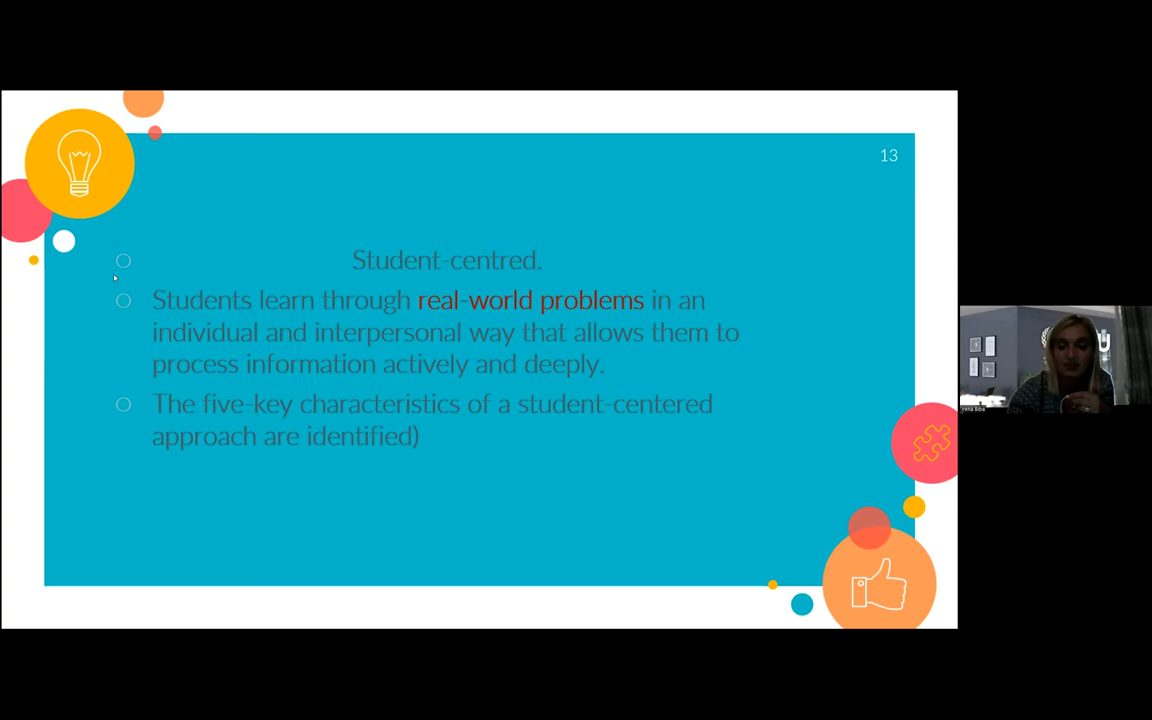 13
Student-centred.
Students learn through real-world problems in an
individual and interpersonal way that allows them to
process information actively and deeply.
The five-key characteristics of a student-centered
approach are identified)